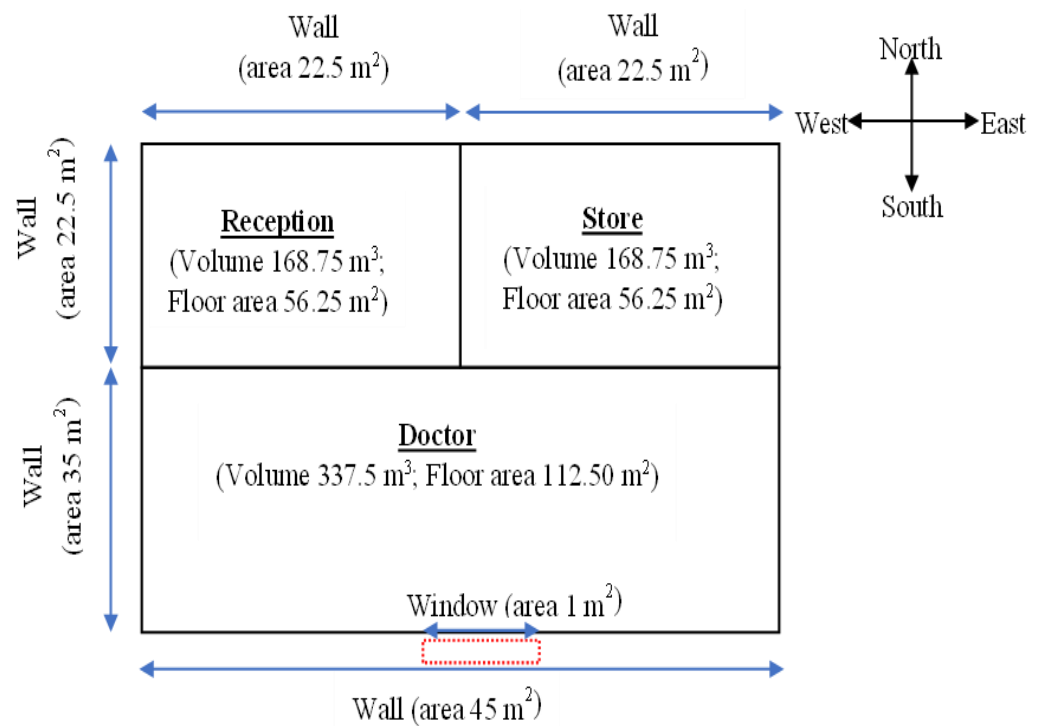 Wall
(area 22.5 m²)
Wall
(area 22.5 m²)
North
West
East
South
Wall
(area 22.5 m²)
Reception
(Volume 168.75 m³;
Floor area 56.25 m²)
Store
(Volume 168.75 m³;
Floor area 56.25 m²)
Wall
(area 35 m²)
Doctor
(Volume 337.5 m³; Floor area 112.50 m²)
Window (area 1 m²)
Wall (area 45 m²)